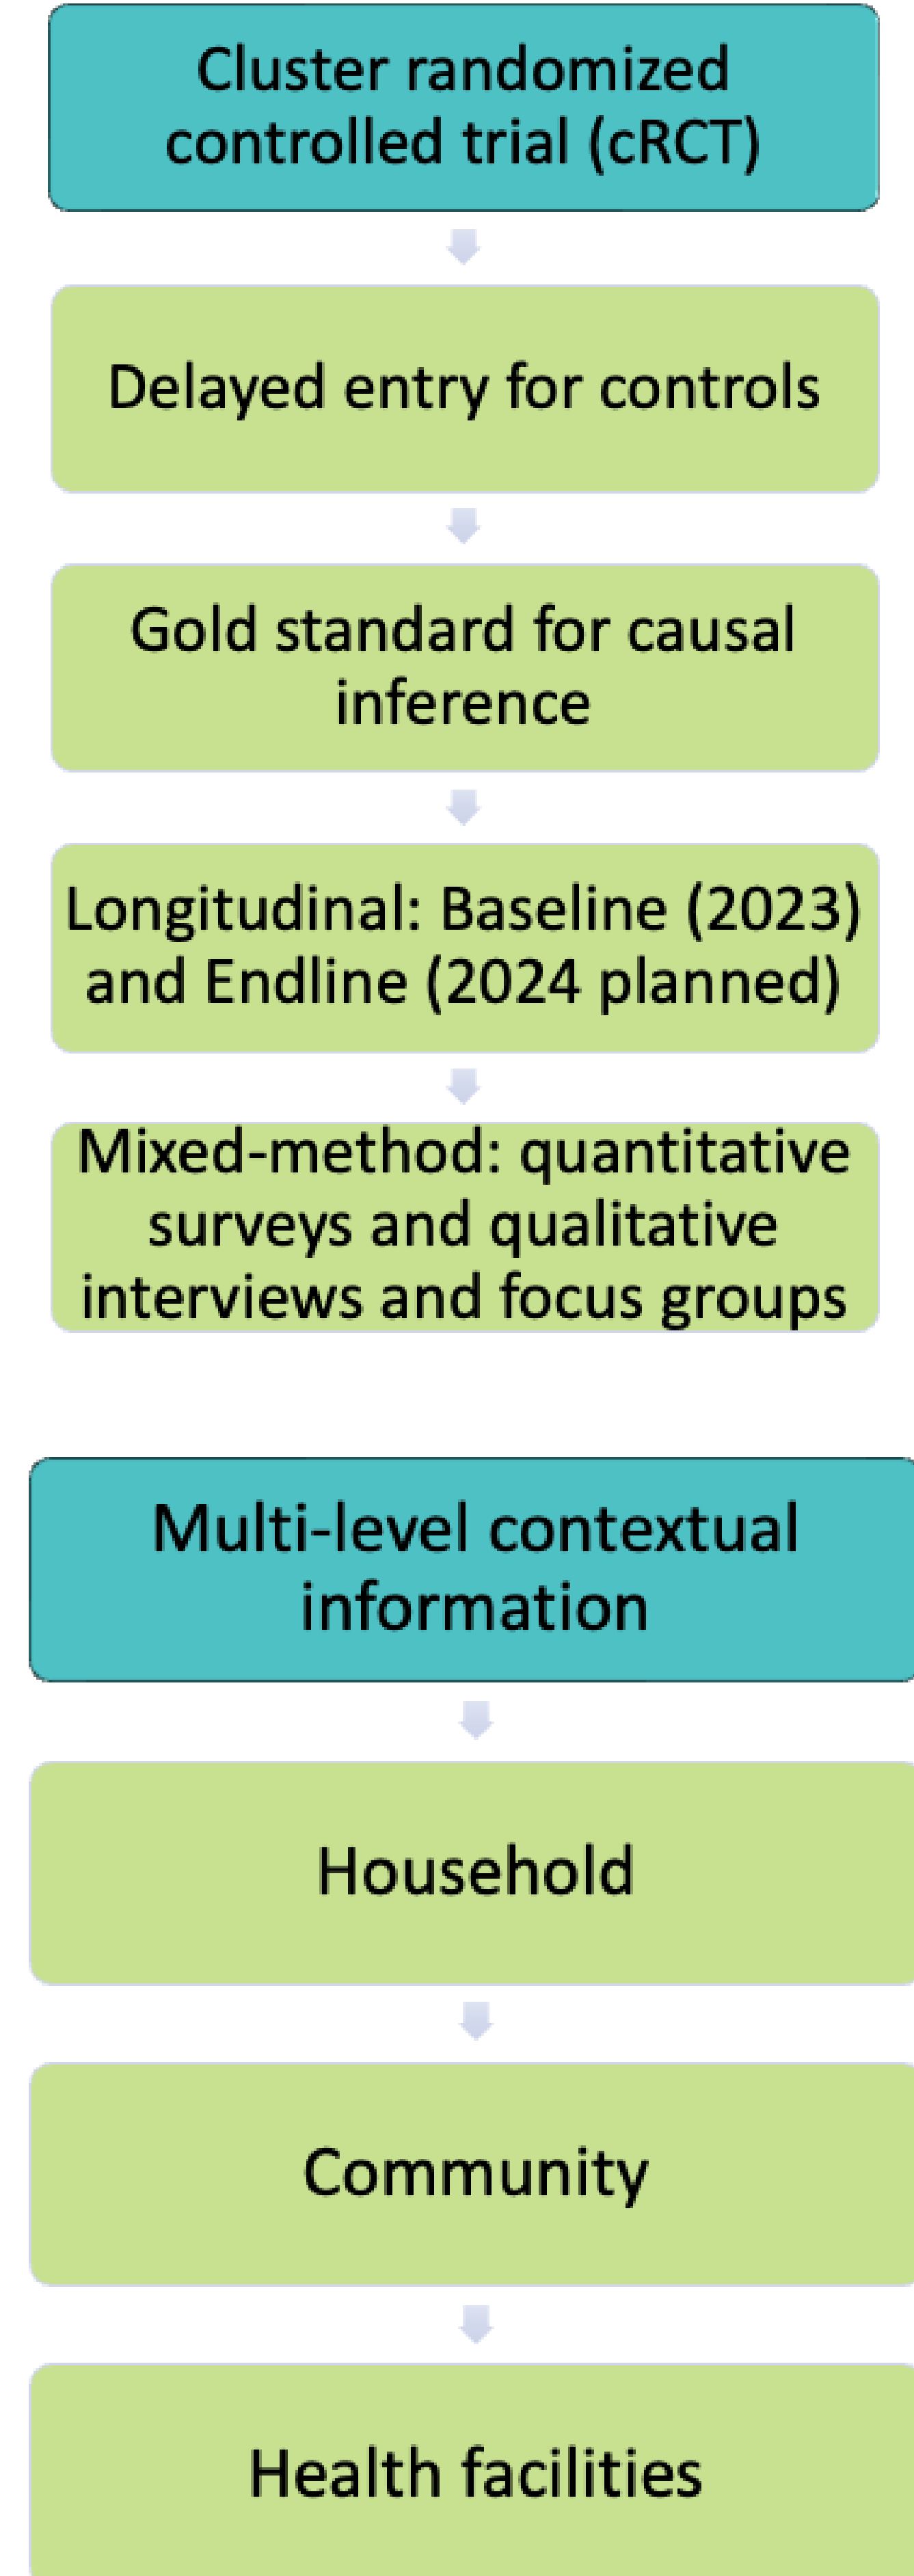 Cluster randomized
controlled trial (cRCT)
Delayed entry for controls
Gold standard for causal
inference
Longitudinal: Baseline (2023)
and Endline (2024 planned)
Mixed-method: quantitative
surveys and qualitative
interviews and focus groups
Multi-level contextual
information
Household
Community
Health facilities